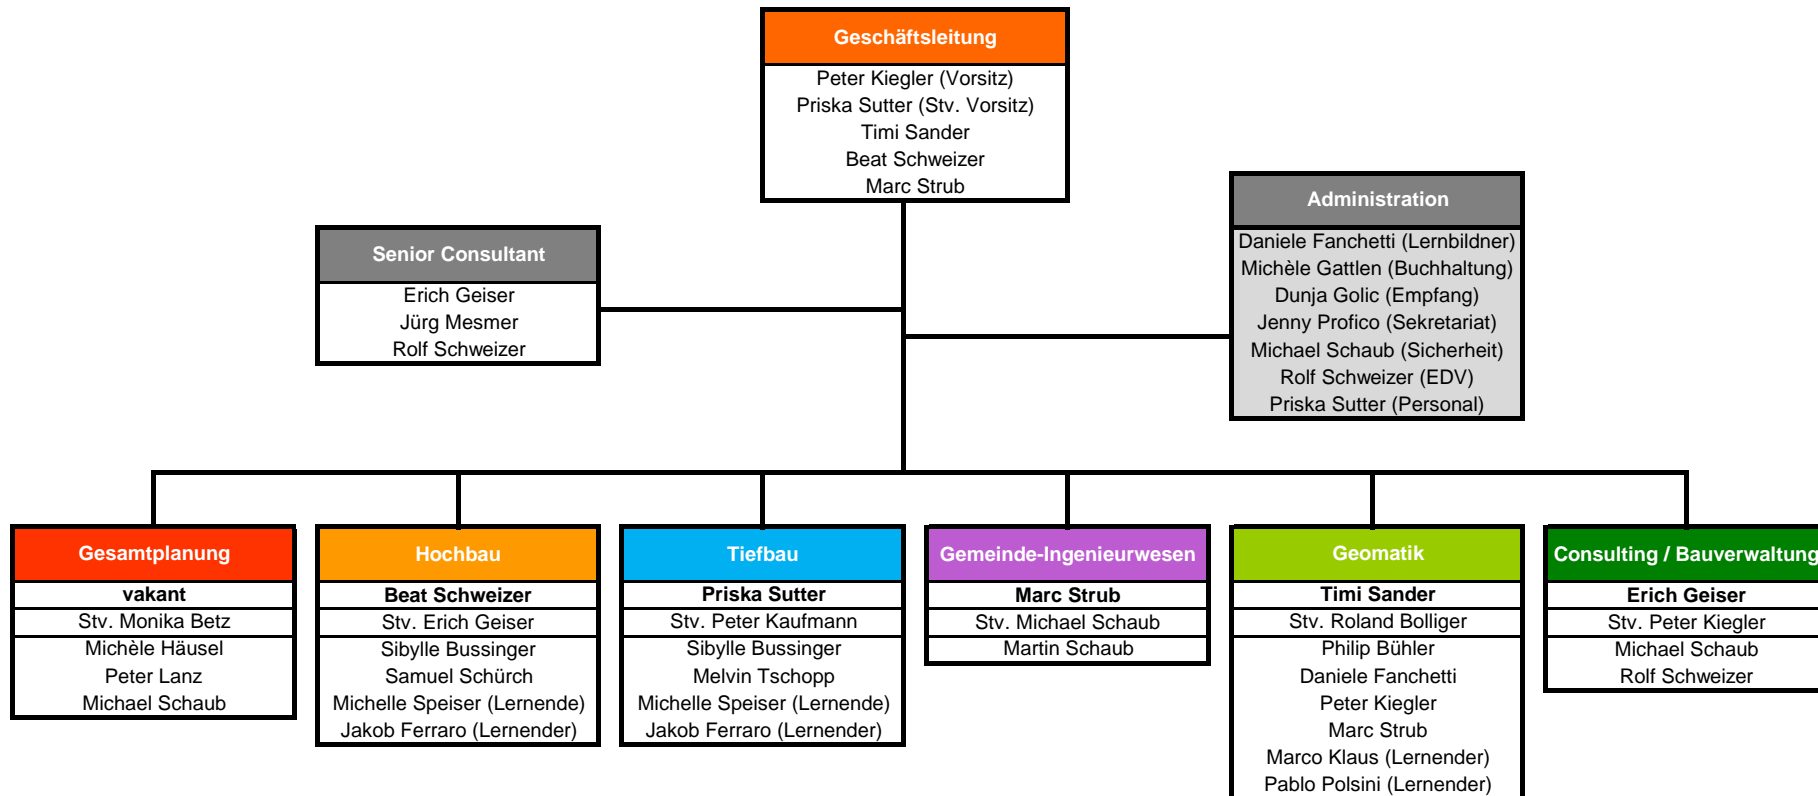 Geschäftsleitung
Peter Kiegler (Vorsitz)
Priska Sutter (Stv. Vorsitz)
Timi Sander
Beat Schweizer
Marc Strub
Administration
Daniele Fanchetti (Lernbildner)
Michèle Gattlen (Buchhaltung)
Dunja Golic (Empfang)
Jenny Profico (Sekretariat)
Michael Schaub (Sicherheit)
Rolf Schweizer (EDV)
Priska Sutter (Personal)
Senior Consultant
Erich Geiser
Jürg Mesmer
Rolf Schweizer
Gesamtplanung
vakant
Stv. Monika Betz
Michèle Häusel
Peter Lanz
Michael Schaub
Hochbau
Beat Schweizer
Stv. Erich Geiser
Sibylle Bussinger
Samuel Schürch
Michelle Speiser (Lernende)
Jakob Ferraro (Lernender)
Tiefbau
Priska Sutter
Stv. Peter Kaufmann
Sibylle Bussinger
Melvin Tschopp
Michelle Speiser (Lernende)
Jakob Ferraro (Lernender)
Gemeinde-Ingenieurwesen
Marc Strub
Stv. Michael Schaub
Martin Schaub
Geomatik
Timi Sander
Stv. Roland Bolliger
Philip Bühler
Daniele Fanchetti
Peter Kiegler
Marc Strub
Marco Klaus (Lernender)
Pablo Polsini (Lernender)
Consulting / Bauverwaltung
Erich Geiser
Stv. Peter Kiegler
Michael Schaub
Rolf Schweizer